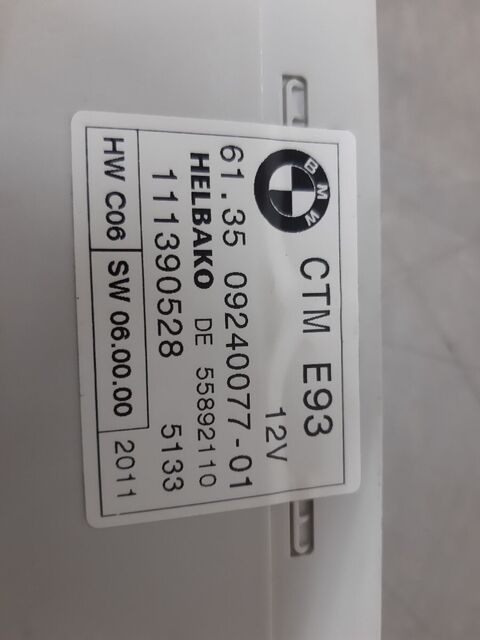 BMW
CTM E93
12V
61.35 09240077-01
HELBAKO DE 55892110
111390528 5133
HW C06 SW 06.00.00 2011